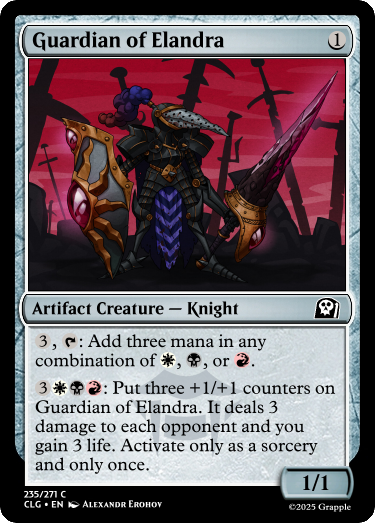 Guardian of Elandra 1
Artifact Creature — Knight
3, : Add three mana in any
combination of , , or .
3: Put three +1/+1 counters on
Guardian of Elandra. It deals 3
damage to each opponent and you
gain 3 life. Activate only as a sorcery
and only once.
1/1
235/271 C
CLG • EN Alexandr Erohov
©2025 Grapple